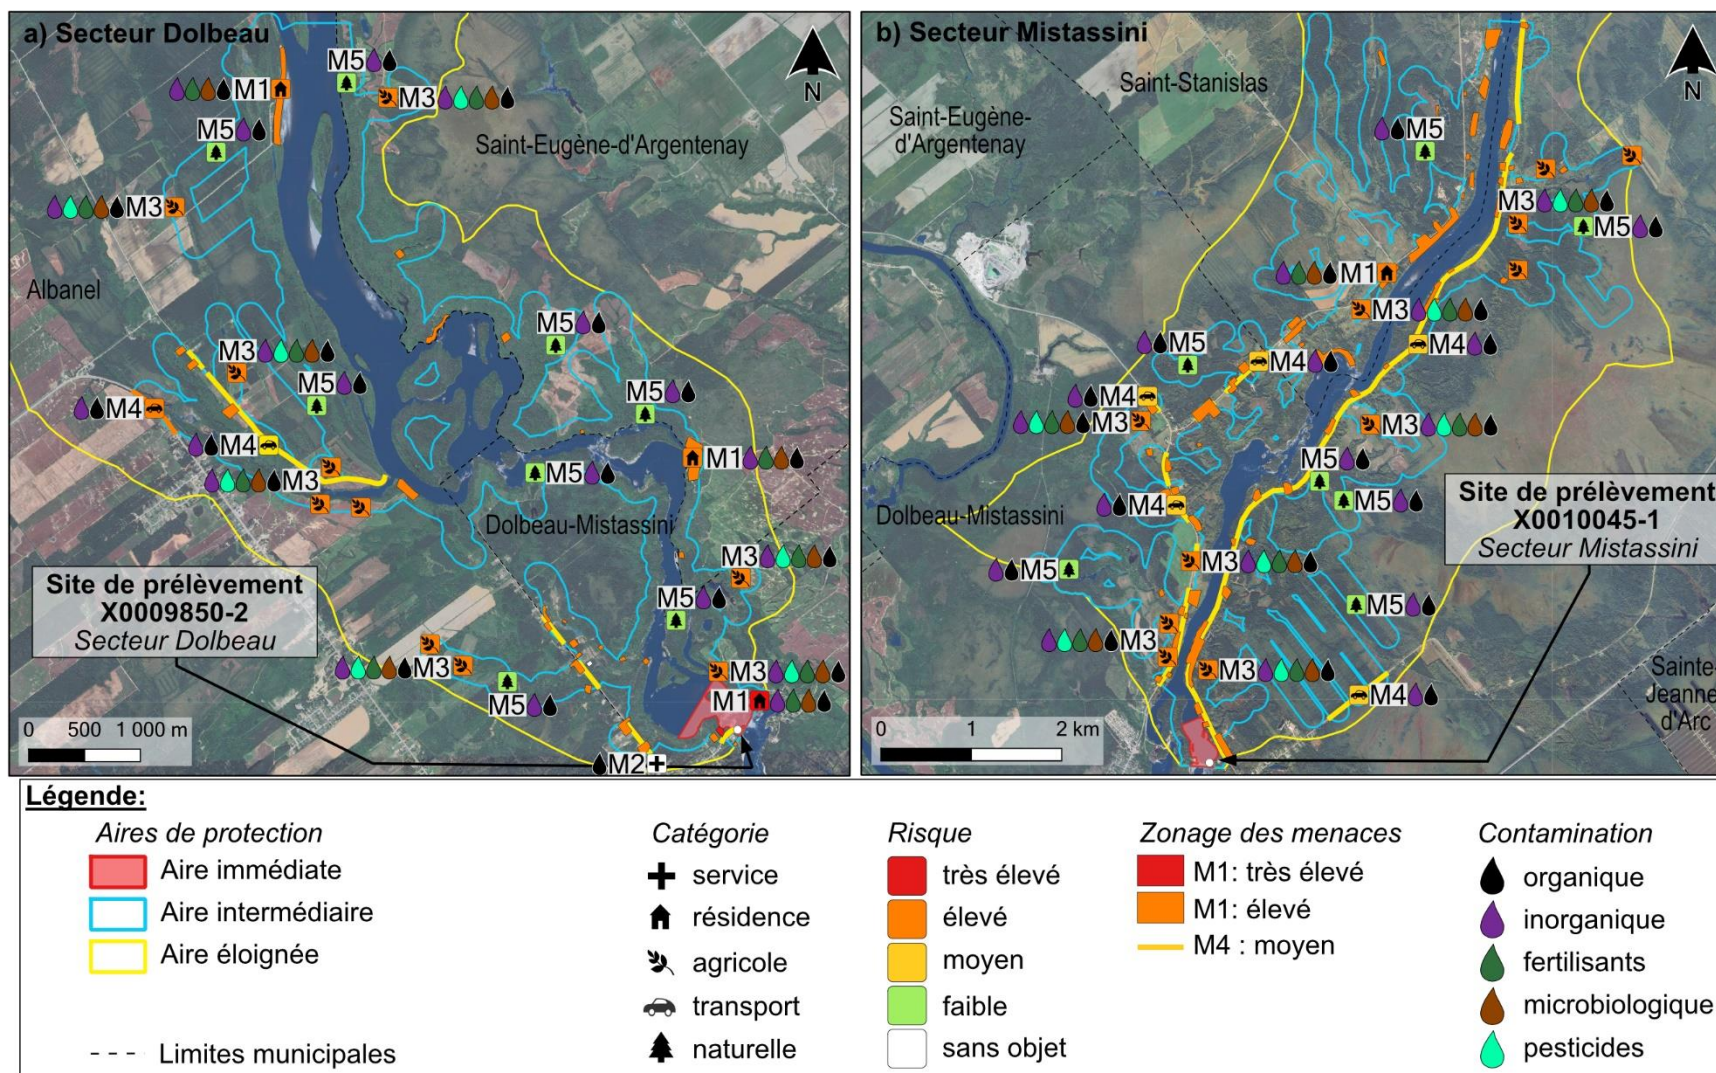 a) Secteur Dolbeau
N
M5
M1
M3
M5
Saint-Eugène-d'Argentenay
M3
Albanel
M5
M3
M5
M5
M4
M4
M1
M5
M3
Dolbeau-Mistassini
M3
Site de prélèvement
X0009850-2
Secteur Dolbeau
M5
M3
M3
M5
M1
0 500 1 000 m
M2
b) Secteur Mistassini
N
Saint-Stanislas
Saint-Eugène-
d'Argentenay
M5
M3
M5
M1
M3
M5
M4
M4
M4
M3
M3
M5
Site de prélèvement
X0010045-1
Secteur Mistassini
M5
M4
Dolbeau-Mistassini
M3
M5
M5
M3
M3
Sainte-
Jeanne
d'Arc
M4
0 1 2 km
Légende:
Aires de protection
Aire immédiate
Aire intermédiaire
Aire éloignée
Limites municipales
Catégorie
service
résidence
agricole
transport
naturelle
Risque
très élevé
élevé
moyen
faible
sans objet
Zonage des menaces
M1: très élevé
M1: élevé
M4 : moyen
Contamination
organique
inorganique
fertilisants
microbiologique
pesticides